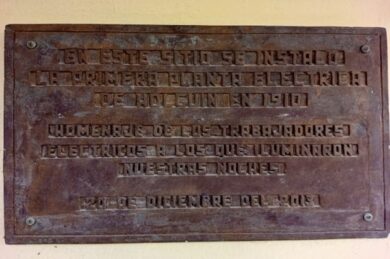 EN ESTE SITIO SE INSTALO
LA PRIMERA PLANTA ELECTRICA
DE HOLGUIN EN 1910
HOMENAJE DE LOS TRABAJADORES
ELECTRICOS A LOS QUE ILUMINARON
NUESTRAS NOCHES
20 DE DICIEMBRE DEL 2013